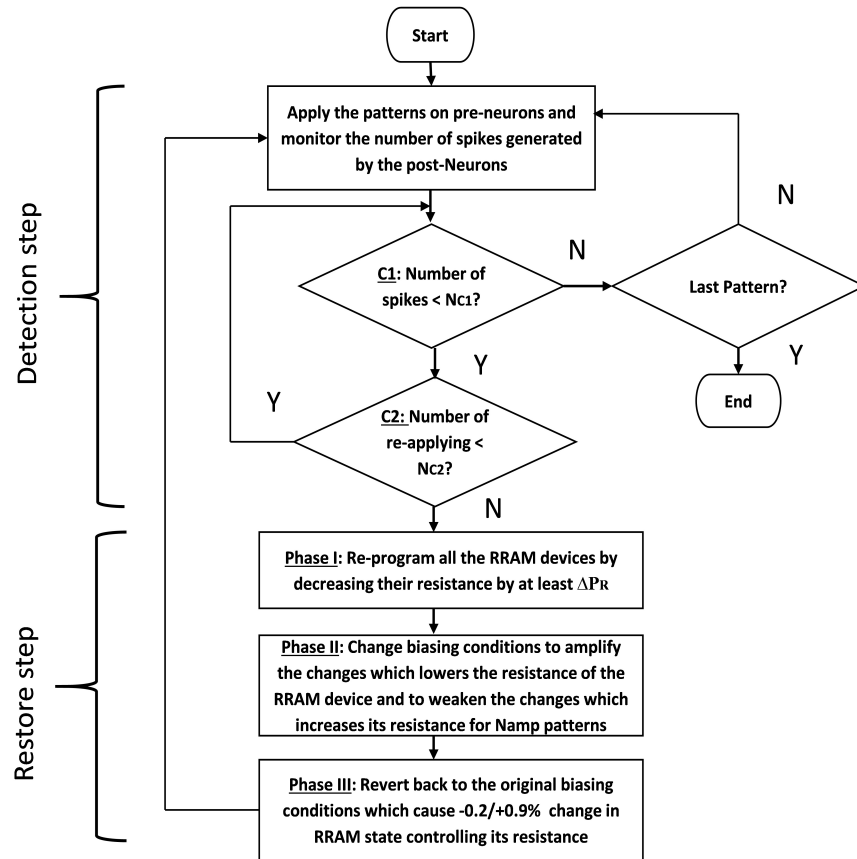 Start
Apply the patterns on pre-neurons and
monitor the number of spikes generated
by the post-Neurons
N
C1: Number of
spikes < NC1?
N
Last Pattern?
Y
Y
End
Y
C2: Number of
re-applying <
NC2?
N
Detection step
Phase I: Re-program all the RRAM devices by
decreasing their resistance by at least ΔPR
Phase II: Change biasing conditions to amplify
the changes which lowers the resistance of the
RRAM device and to weaken the changes which
increases its resistance for Namp patterns
Phase III: Revert back to the original biasing
conditions which cause -0.2/+0.9% change in
RRAM state controlling its resistance
Restore step